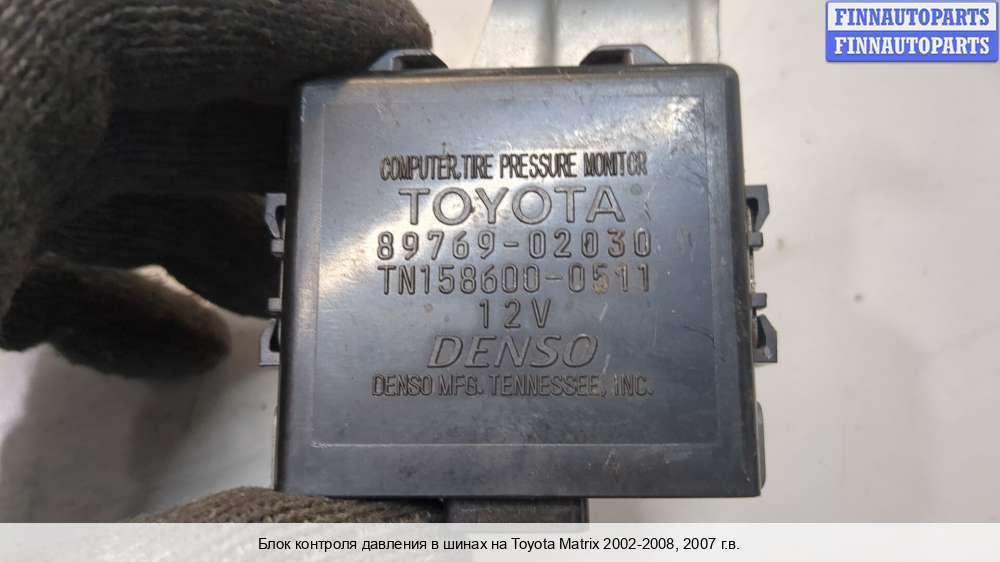 FINNAUTOPARTS
FINNAUTOPARTS
COMPUTER,TIRE PRESSURE MONITOR
TOYOTA
89769-02030
TN158600-0511
12V
DENSO
DENSO MFG. TENNESSEE, INC.
Блок контроля давления в шинах на Toyota Matrix 2002-2008, 2007 г.в.